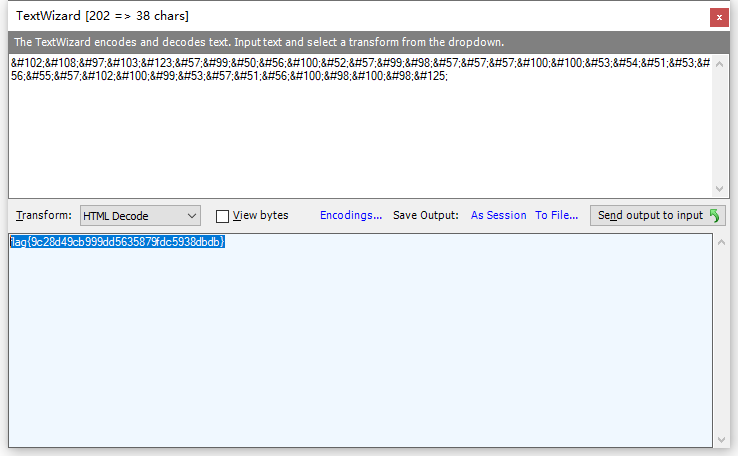 TextWizard [202 => 38 chars]
The TextWizard encodes and decodes text. Input text and select a transform from the dropdown.
&#102;&#108;&#97;&#103;&#123;&#57;&#99;&#50;&#56;&#100;&#52;&#57;&#99;&#98;&#57;&#57;&#57;&#100;&#100;&#53;&#54;&#51;&#53;&#
56;&#55;&#57;&#102;&#100;&#99;&#53;&#57;&#51;&#56;&#100;&#98;&#100;&#98;&#125;
Transform: HTML Decode View bytes Encodings... Save Output: As Session To File... Send output to input
flag{9c28d49cb999dd5635879fdc5938dbdb}